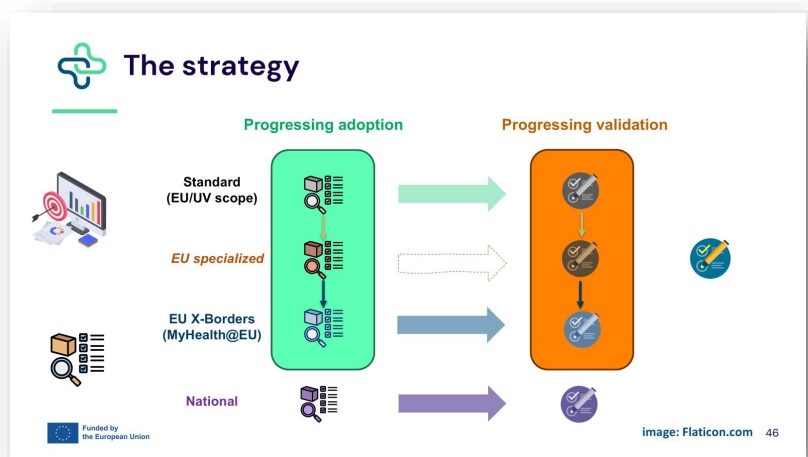 The strategy
Progressing adoption
Progressing validation
Standard
(EU/UV scope)
EU specialized
EU X-Borders
(MyHealth@EU)
National
Funded by
the European Union
image: Flaticon.com
46